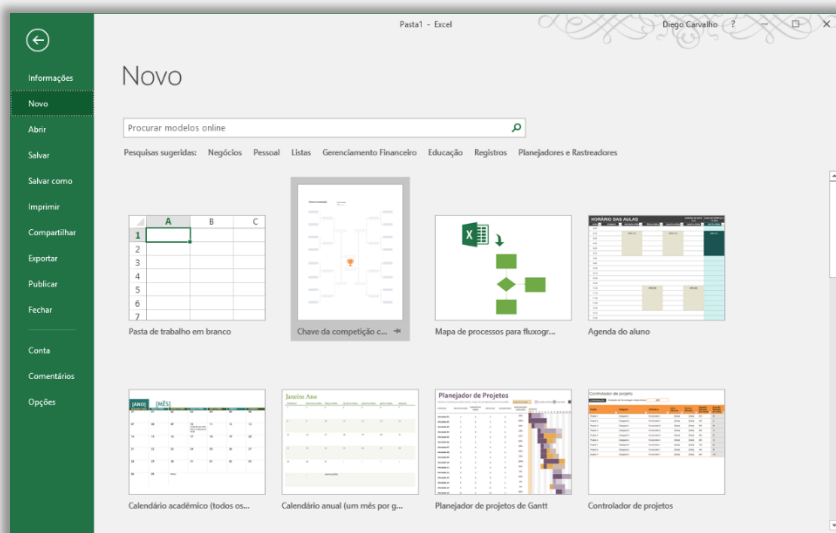 Pasta1 - Excel
Diego Carvalho ?
Informações
Novo
Abrir
Salvar
Salvar como
Imprimir
Compartilhar
Exportar
Publicar
Fechar
Conta
Comentários
Opções
Novo
Procurar modelos online
Pesquisas sugeridas: Negócios Pessoal Listas Gerenciamento Financeiro Educação Registros Planejadores e Rastreadores
A B C
1
2
3
4
5
6
7
HORÁRIO DAS AULAS
Pasta de trabalho em branco
Chave da competição c...
Mapa de processos para fluxogr...
Agenda do aluno
[ANO] [MÊS]
Janeiro Ano
Planejador de Projetos
Controlador de projeto
Calendário acadêmico (todos os...
Calendário anual (um mês por g...
Planejador de projetos de Gantt
Controlador de projetos